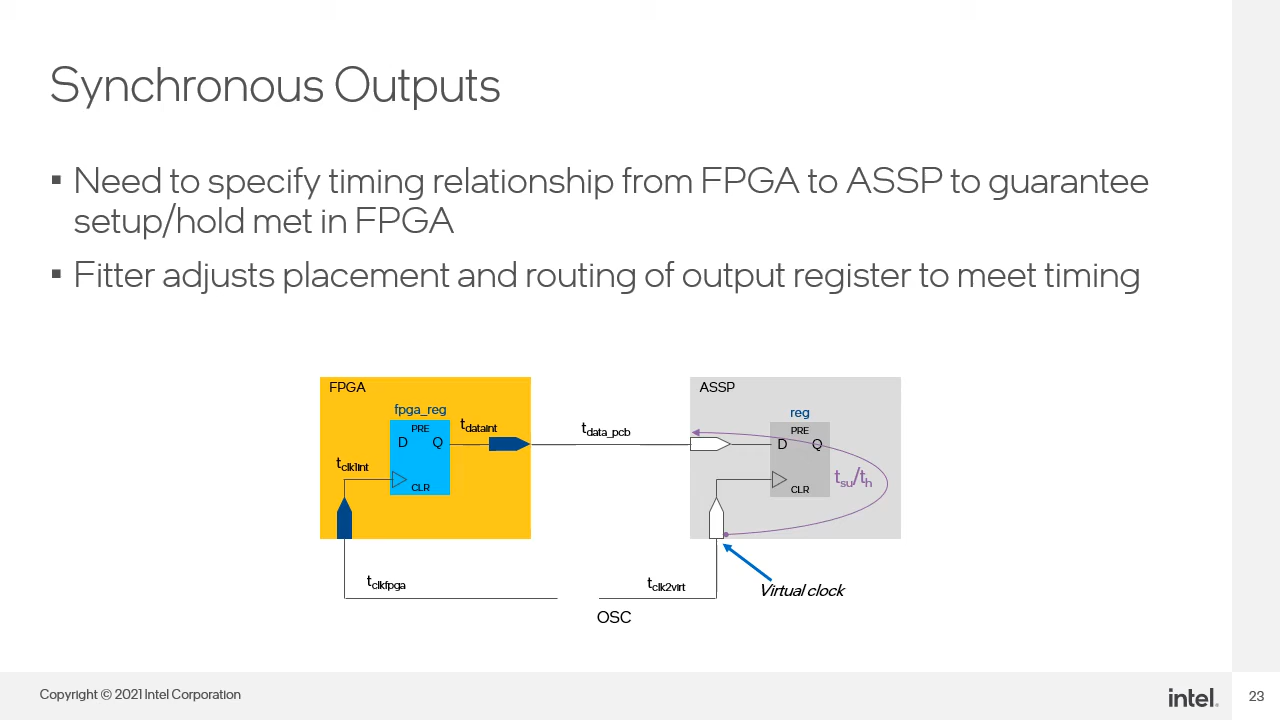 Synchronous Outputs
▪ Need to specify timing relationship from FPGA to ASSP to guarantee
setup/hold met in FPGA
▪ Fitter adjusts placement and routing of output register to meet timing
FPGA
fpga_reg
PRE
D Q
CLR
tdataint
tclk1int
tdata_pcb
ASSP
reg
PRE
D Q
CLR
tsu/th
tclkfpga
tclk2virt
OSC
Virtual clock
Copyright © 2021 Intel Corporation
intel.
23